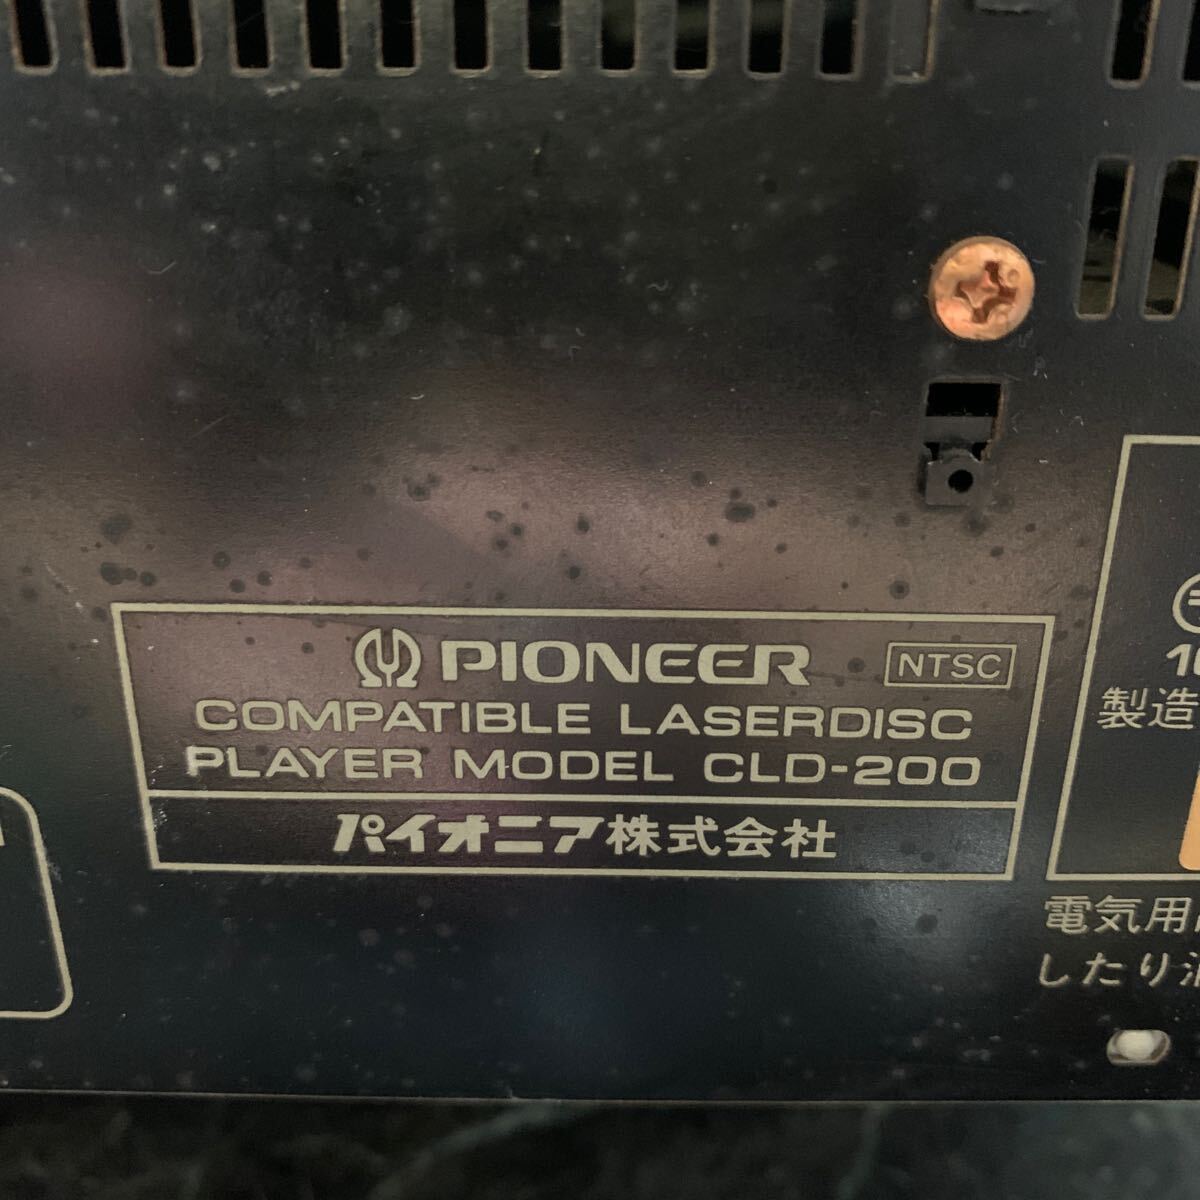 PIONEER
NTSC
COMPATIBLE LASERDISC
PLAYER MODEL CLD-200
パイオニア株式会社
製造
電気用
したり